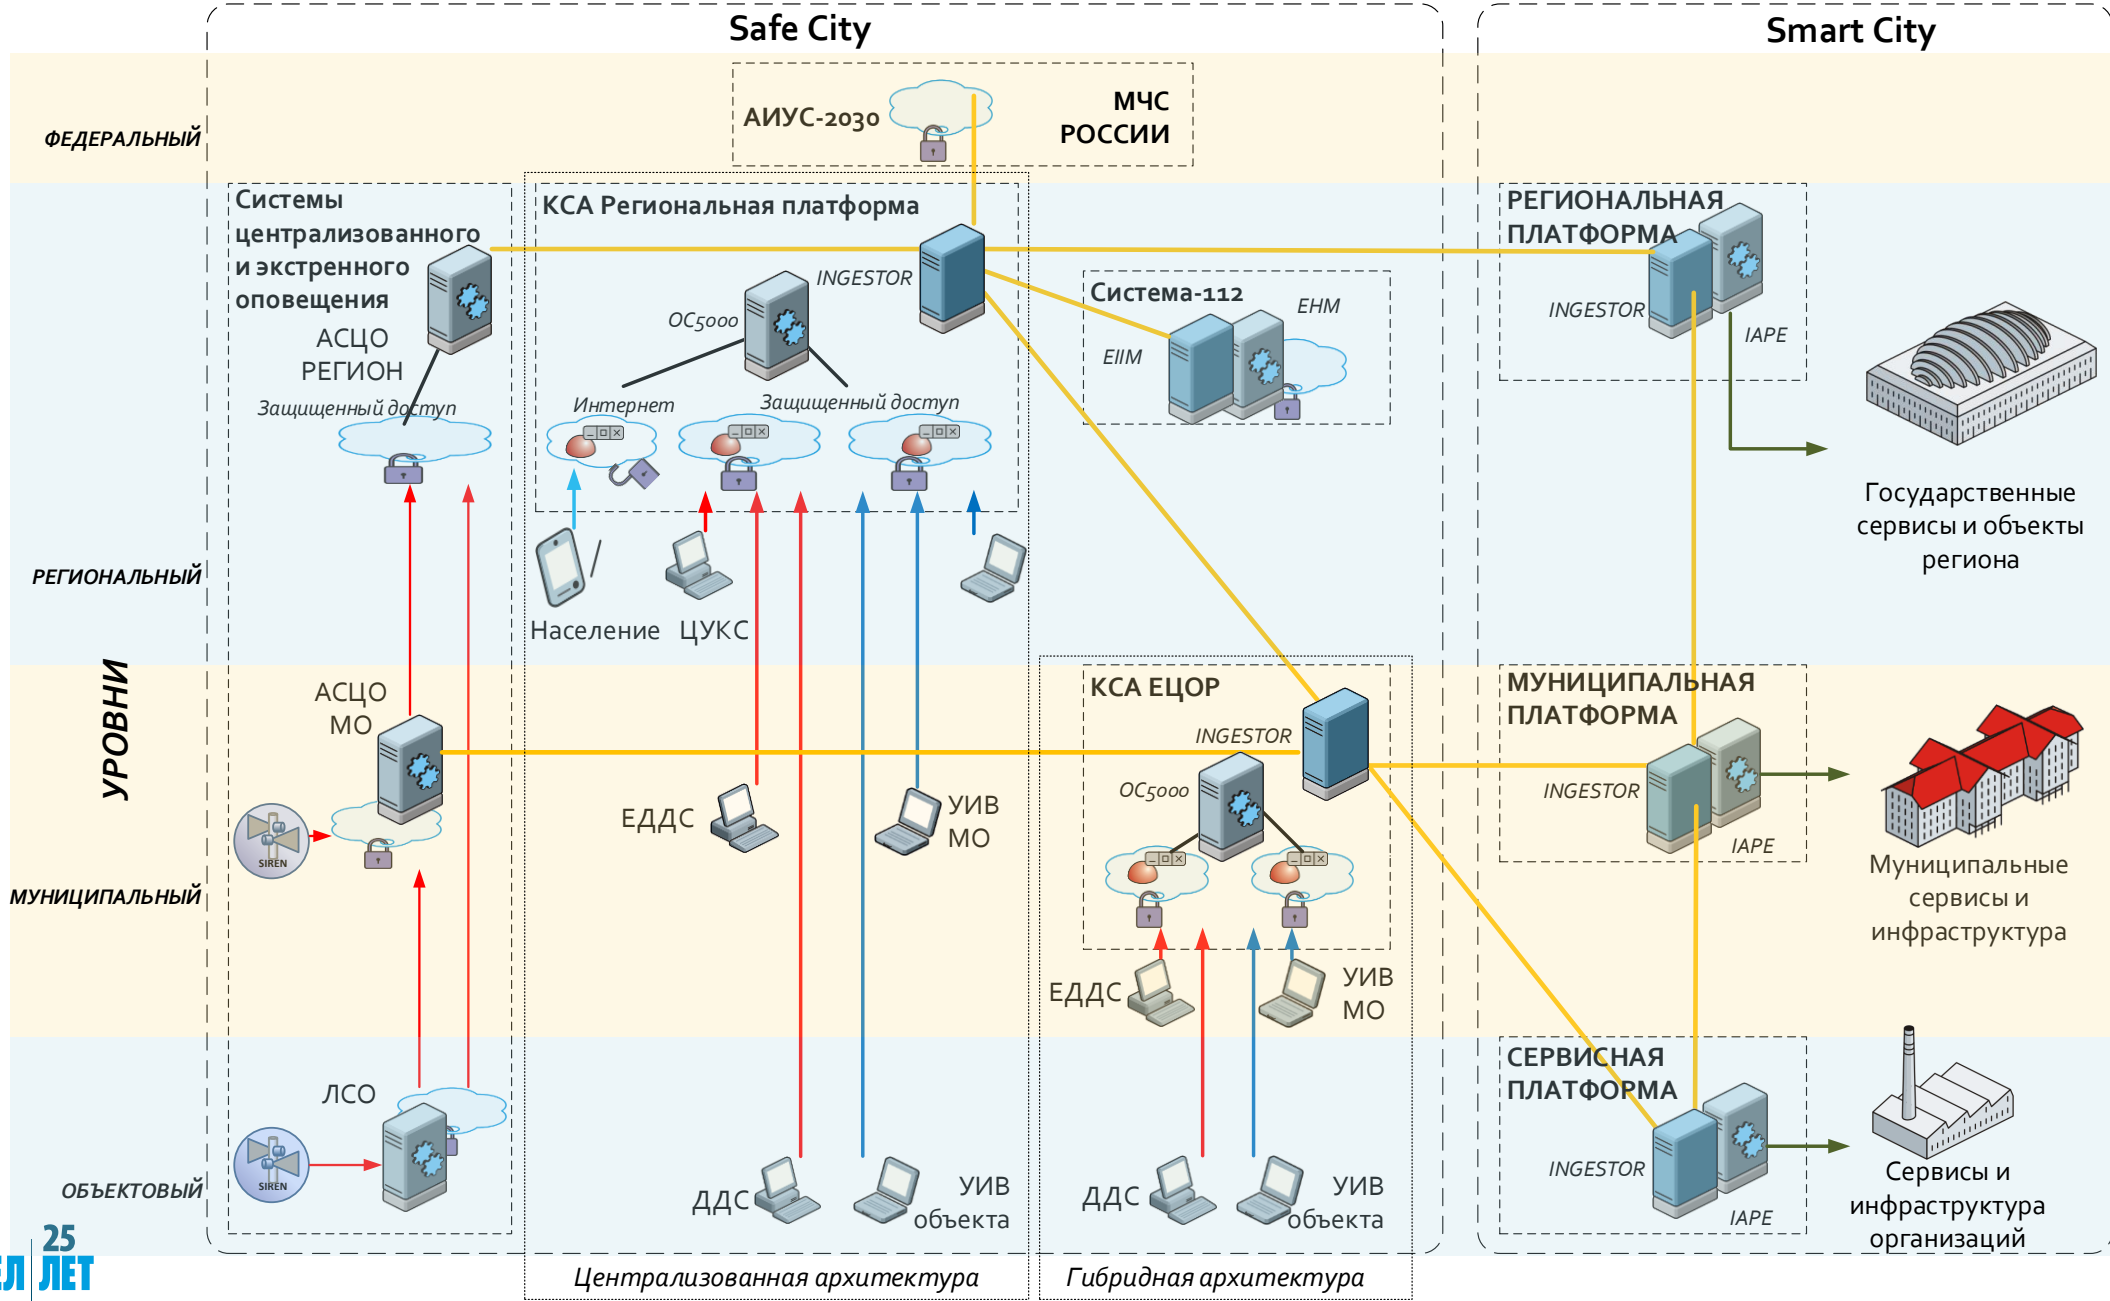 Safe City
Smart City
ФЕДЕРАЛЬНЫЙ
АИУС-2030
МЧС
РОССИИ
Системы
централизованного
и экстренного
оповещения
АСЦО
РЕГИОН
Защищенный доступ
КСА Региональная платформа
INGESTOR
ОС5000
Интернет
Защищенный доступ
Система-112
EHM
EIIM
РЕГИОНАЛЬНАЯ
ПЛАТФОРМА
INGESTOR
IAPE
Государственные
сервисы и объекты
региона
РЕГИОНАЛЬНЫЙ
Население
ЦУКС
УРОВНИ
АСЦО
МО
SIREN
ЕДДС
УИВ
МО
КСА ЕЦОР
INGESTOR
ОС5000
ЕДДС
УИВ
МО
МУНИЦИПАЛЬНАЯ
ПЛАТФОРМА
INGESTOR
IAPE
Муниципальные
сервисы и
инфраструктура
МУНИЦИПАЛЬНЫЙ
ЛСО
SIREN
ДДС
УИВ
объекта
ДДС
УИВ
объекта
СЕРВИСНАЯ
ПЛАТФОРМА
INGESTOR
IAPE
Сервисы и
инфраструктура
организаций
ОБЪЕКТОВЫЙ
25
ЕЛ ЛЕТ
Централизованная архитектура
Гибридная архитектура